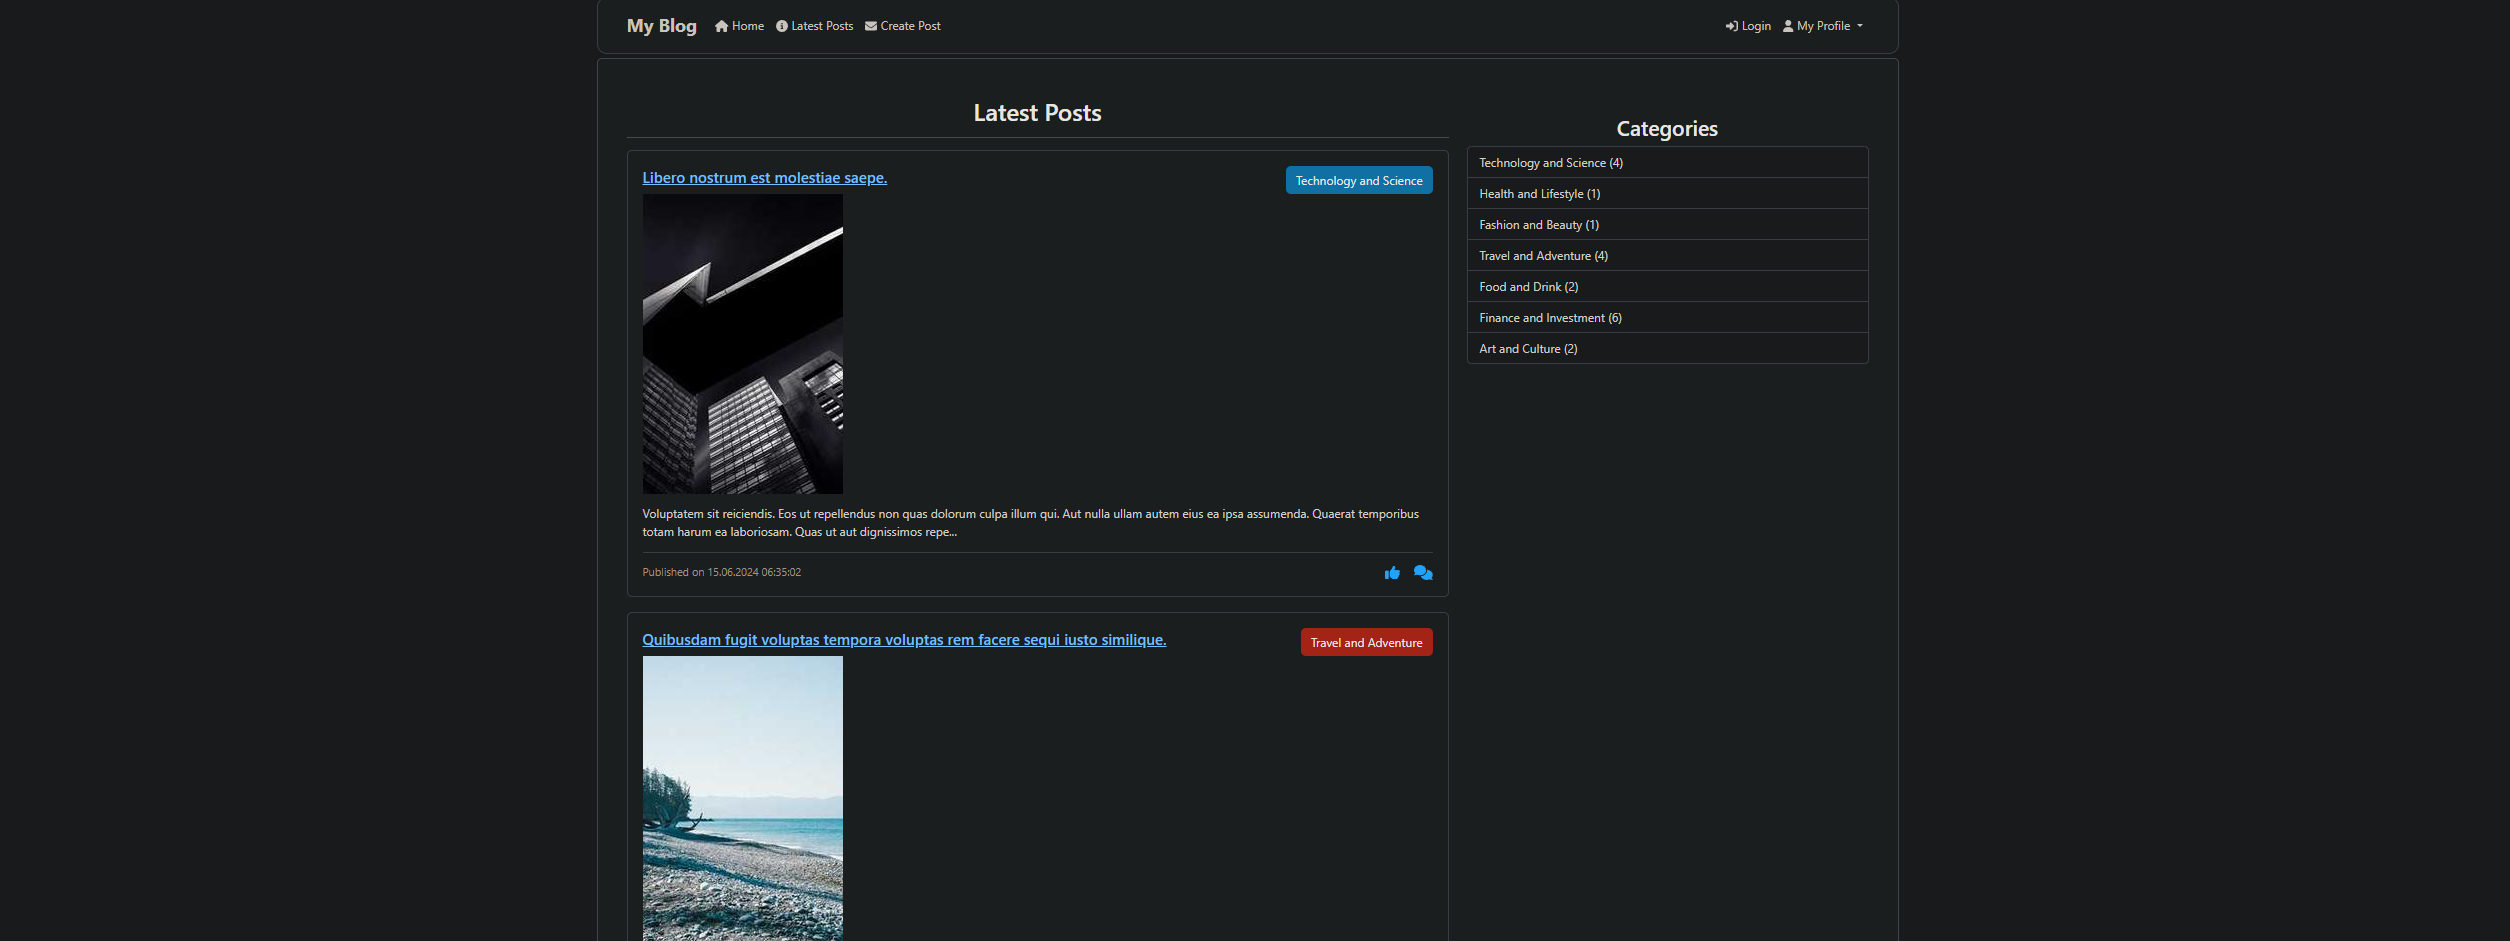 My Blog Home Latest Posts Create Post Login My Profile
Latest Posts
Libero nostrum est molestiae saepe.
Technology and Science
Voluptatem sit reiciendis. Eos ut repellendus non quas dolorum culpa illum qui. Aut nulla ullam autem eius ea ipsa assumenda. Quaerat temporibus
totam harum ea laboriosam. Quas ut aut dignissimos repe...
Published on 15.06.2024 06:35:02
Quibusdam fugit voluptas tempora voluptas rem facere sequi iusto similique.
Travel and Adventure
Categories
Technology and Science (4)
Health and Lifestyle (1)
Fashion and Beauty (1)
Travel and Adventure (4)
Food and Drink (2)
Finance and Investment (6)
Art and Culture (2)